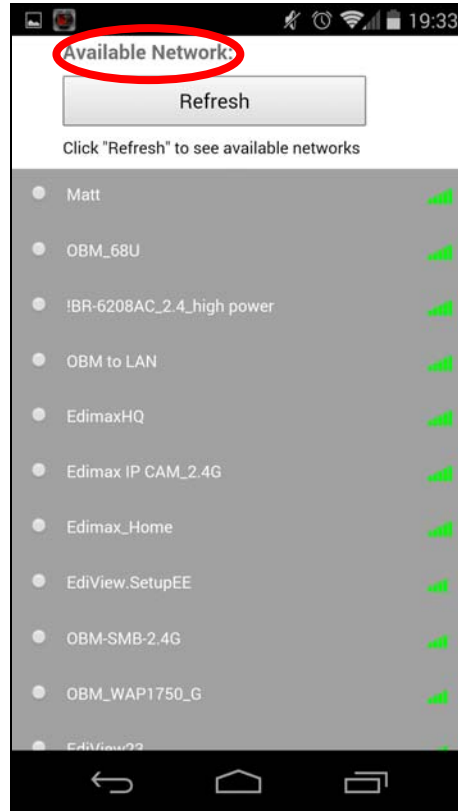 19:33
Available Network:
Refresh
Click "Refresh" to see available networks
Matt
OBM_68U
!BR-6208AC_2.4_high power
OBM to LAN
EdimaxHQ
Edimax IP CAM_2.4G
Edimax_Home
EdiView.SetupEE
OBM-SMB-2.4G
OBM_WAP1750_G
EdiView23